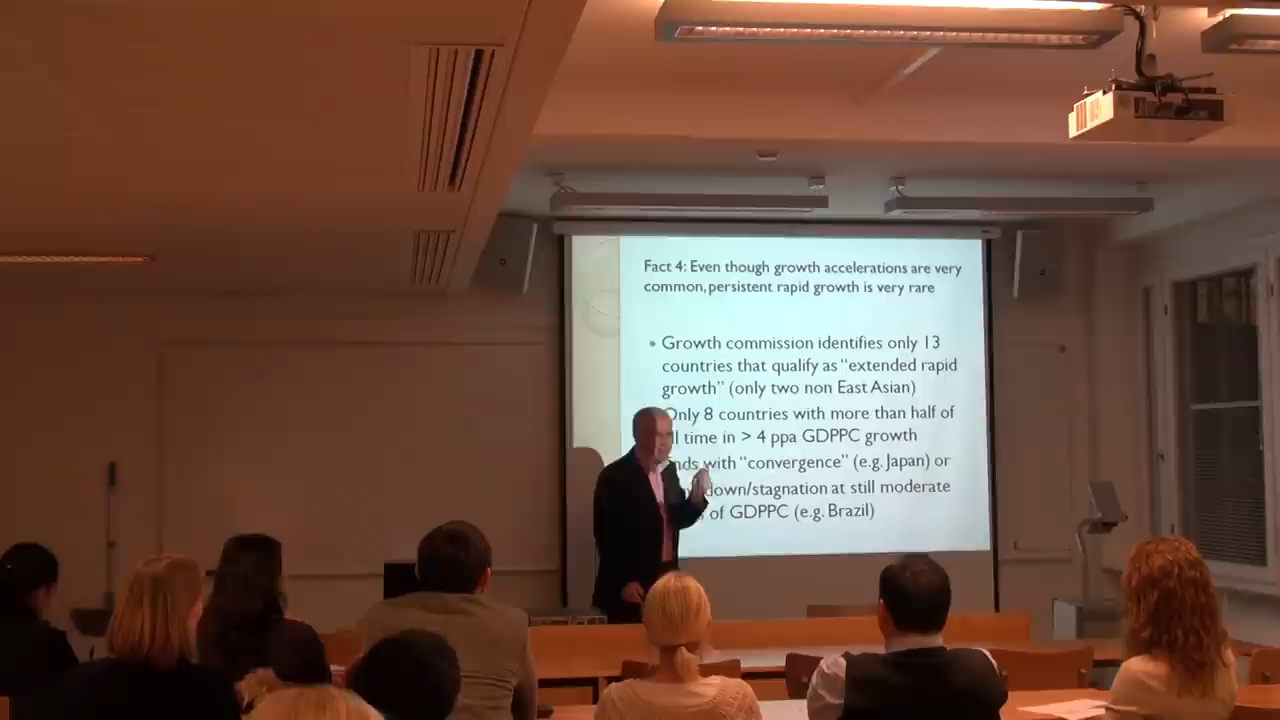 Fact 4: Even though growth accelerations are very
common, persistent rapid growth is very rare
• Growth commission identifies only 13
countries that qualify as “extended rapid
growth” (only two non East Asian)
Only 8 countries with more than half of
time in > 4 ppa GDPPC growth
with “convergence” (e.g. Japan) or
down/stagnation at still moderate
of GDPPC (e.g. Brazil)